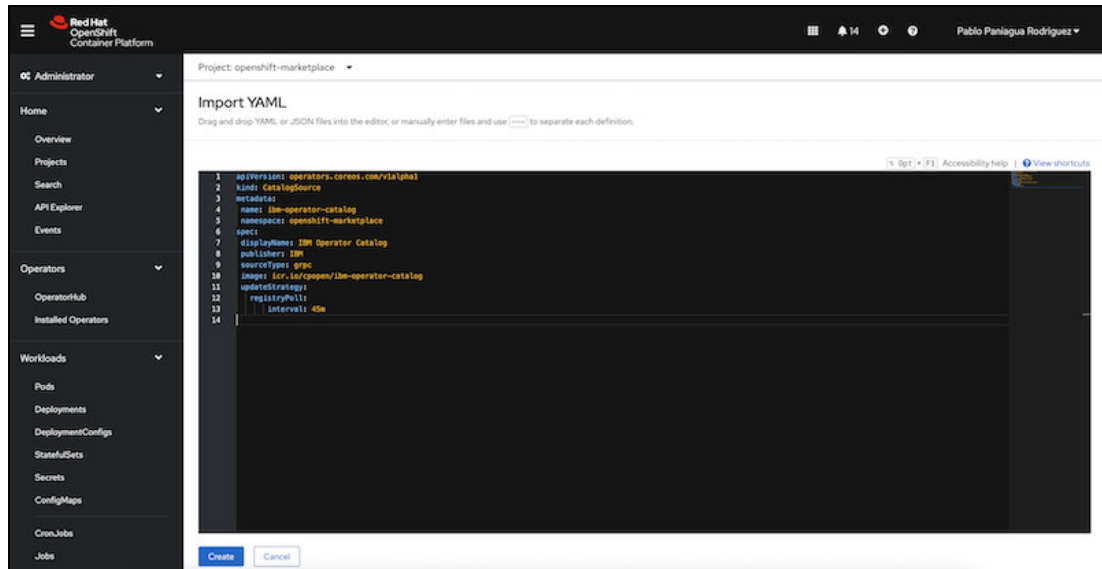 Red Hat
OpenShift
Container Platform
14
Pablo Paniagua Rodriguez
Administrator
Home
Overview
Projects
Search
API Explorer
Events
Operators
OperatorHub
Installed Operators
Workloads
Pods
Deployments
DeploymentConfigs
StatefulSets
Secrets
ConfigMaps
CronJobs
Jobs
Project: openshift-marketplace
Import YAML
Drag and drop YAML or JSON files into the editor, or manually enter files and use --- to separate each definition.
Opt + F1 Accessibility help | View shortcuts
1 apiVersion: operators.coreos.com/v1alpha1
2 kind: CatalogSource
3 metadata:
4 name: ibm-operator-catalog
5 namespace: openshift-marketplace
6 spec:
7 displayName: IBM Operator Catalog
8 publisher: IBM
9 sourceType: grpc
10 image: icr.io/cpopen/ibm-operator-catalog
11 updateStrategy:
12 registryPoll:
13 interval: 45m
14
Create
Cancel